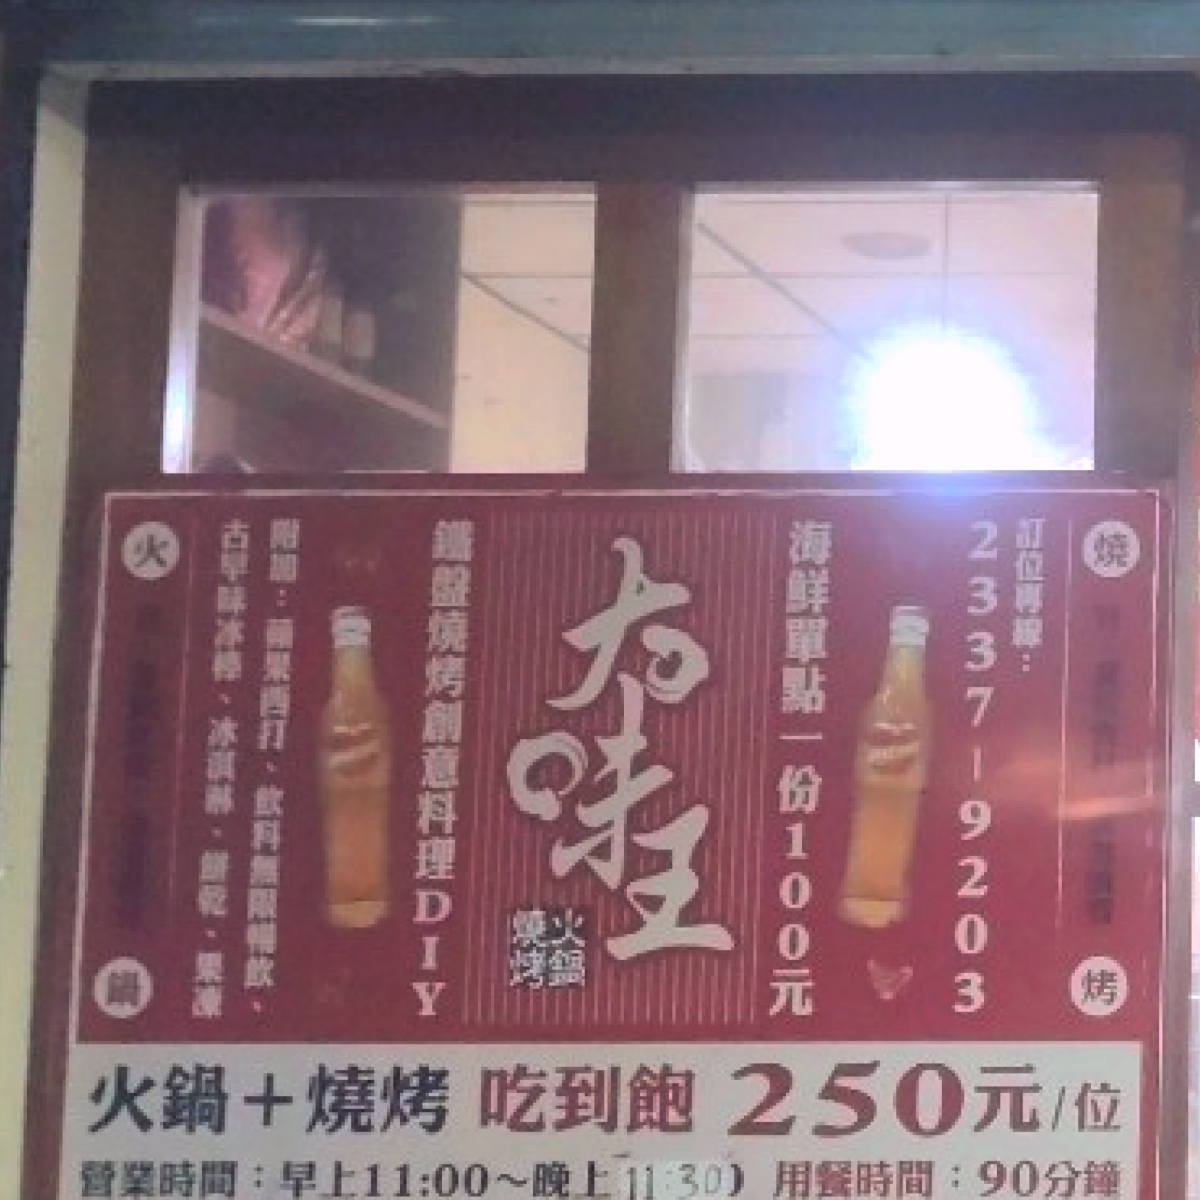 燒
烤
訂位專線：
2337-9203
海鮮單點一份100元
大味王
火鍋
燒烤
鐵盤燒烤創意料理DIY
附加：蘋果西打、飲料無限暢飲、
古早味冰棒、冰淇淋、餅乾、果凍
火
鍋
火鍋＋燒烤 吃到飽 250元/位
營業時間：早上11:00～晚上11:30） 用餐時間：90分鐘